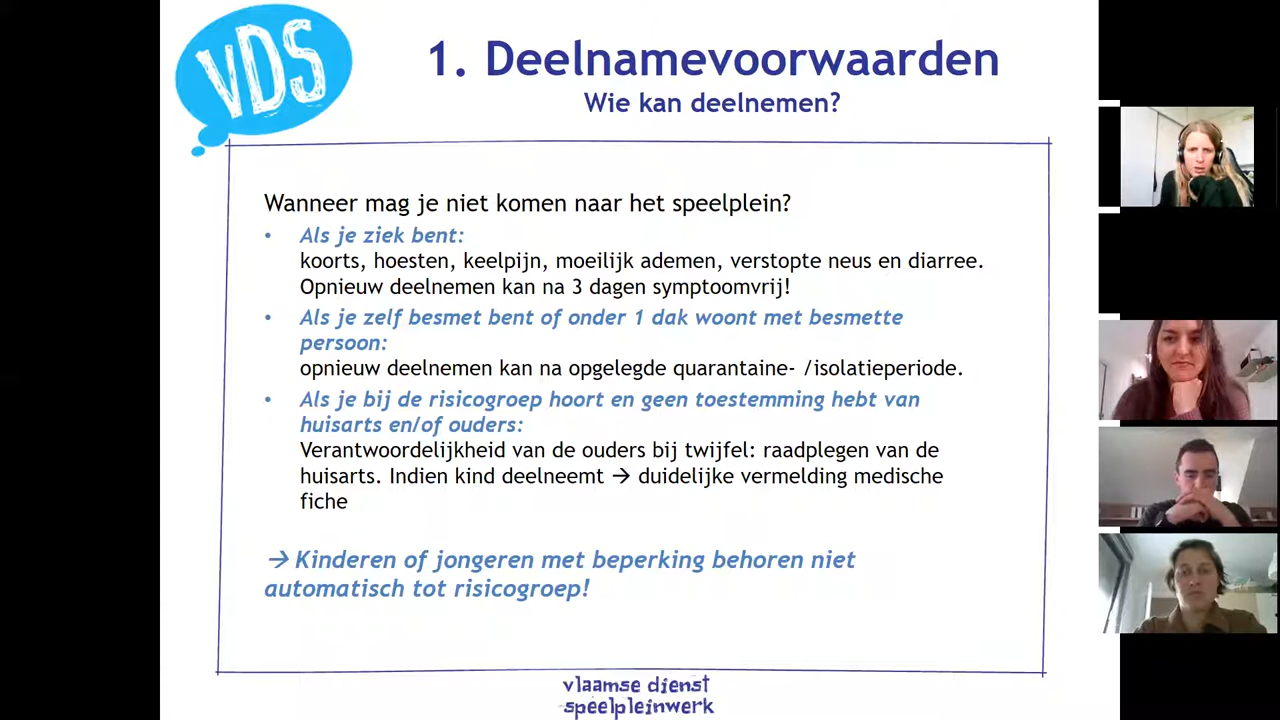 VDS
1. Deelnamevoorwaarden
Wie kan deelnemen?
Wanneer mag je niet komen naar het speelplein?
• Als je ziek bent:
koorts, hoesten, keelpijn, moeilijk ademen, verstopte neus en diarree.
Opnieuw deelnemen kan na 3 dagen symptoomvrij!
• Als je zelf besmet bent of onder 1 dak woont met besmette
persoon:
opnieuw deelnemen kan na opgelegde quarantaine- /isolatieperiode.
• Als je bij de risicogroep hoort en geen toestemming hebt van
huisarts en/of ouders:
Verantwoordelijkheid van de ouders bij twijfel: raadplegen van de
huisarts. Indien kind deelneemt → duidelijke vermelding medische
fiche
→ Kinderen of jongeren met beperking behoren niet
automatisch tot risicogroep!
vlaamse dienst
speelpleinwerk